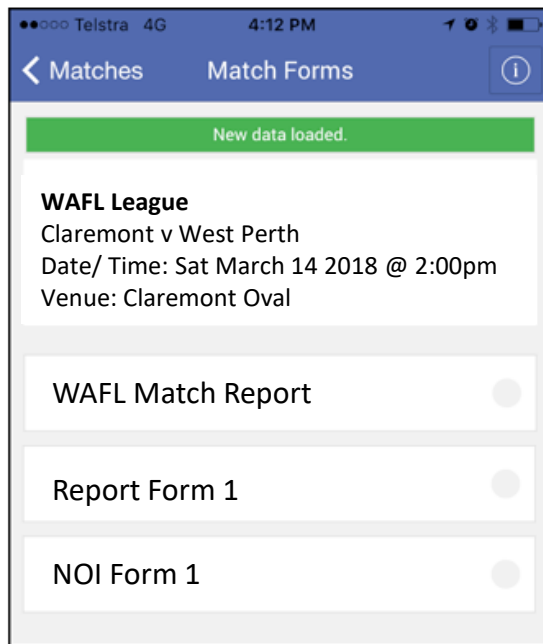 Telstra 4G 4:12 PM
Matches Match Forms
New data loaded.
WAFL League
Claremont v West Perth
Date/ Time: Sat March 14 2018 @ 2:00pm
Venue: Claremont Oval
WAFL Match Report
Report Form 1
NOI Form 1